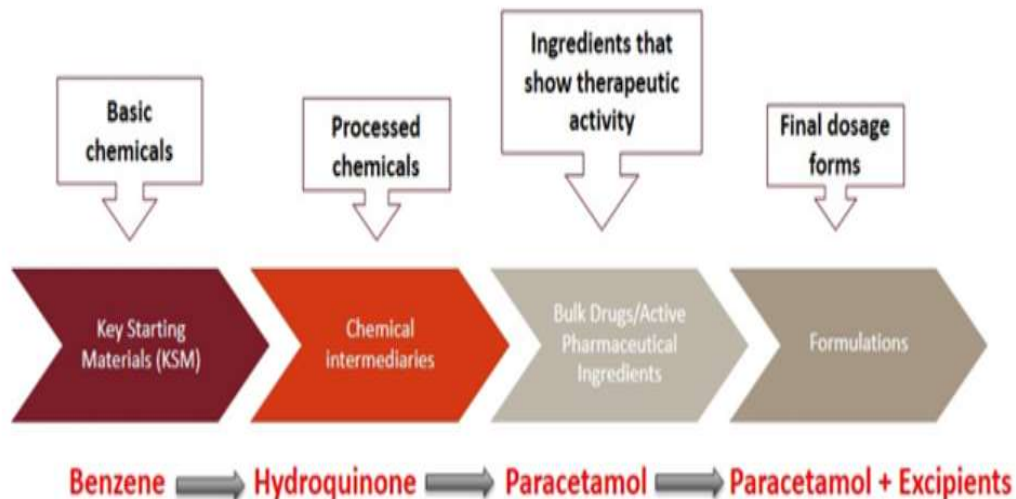 Basic
chemicals
Processed
chemicals
Ingredients that
show therapeutic
activity
Final dosage
forms
Key Starting
Materials (KSM)
Chemical
intermediaries
Bulk Drugs/Active
Pharmaceutical
Ingredients
Formulations
Benzene Hydroquinone Paracetamol Paracetamol + Excipients